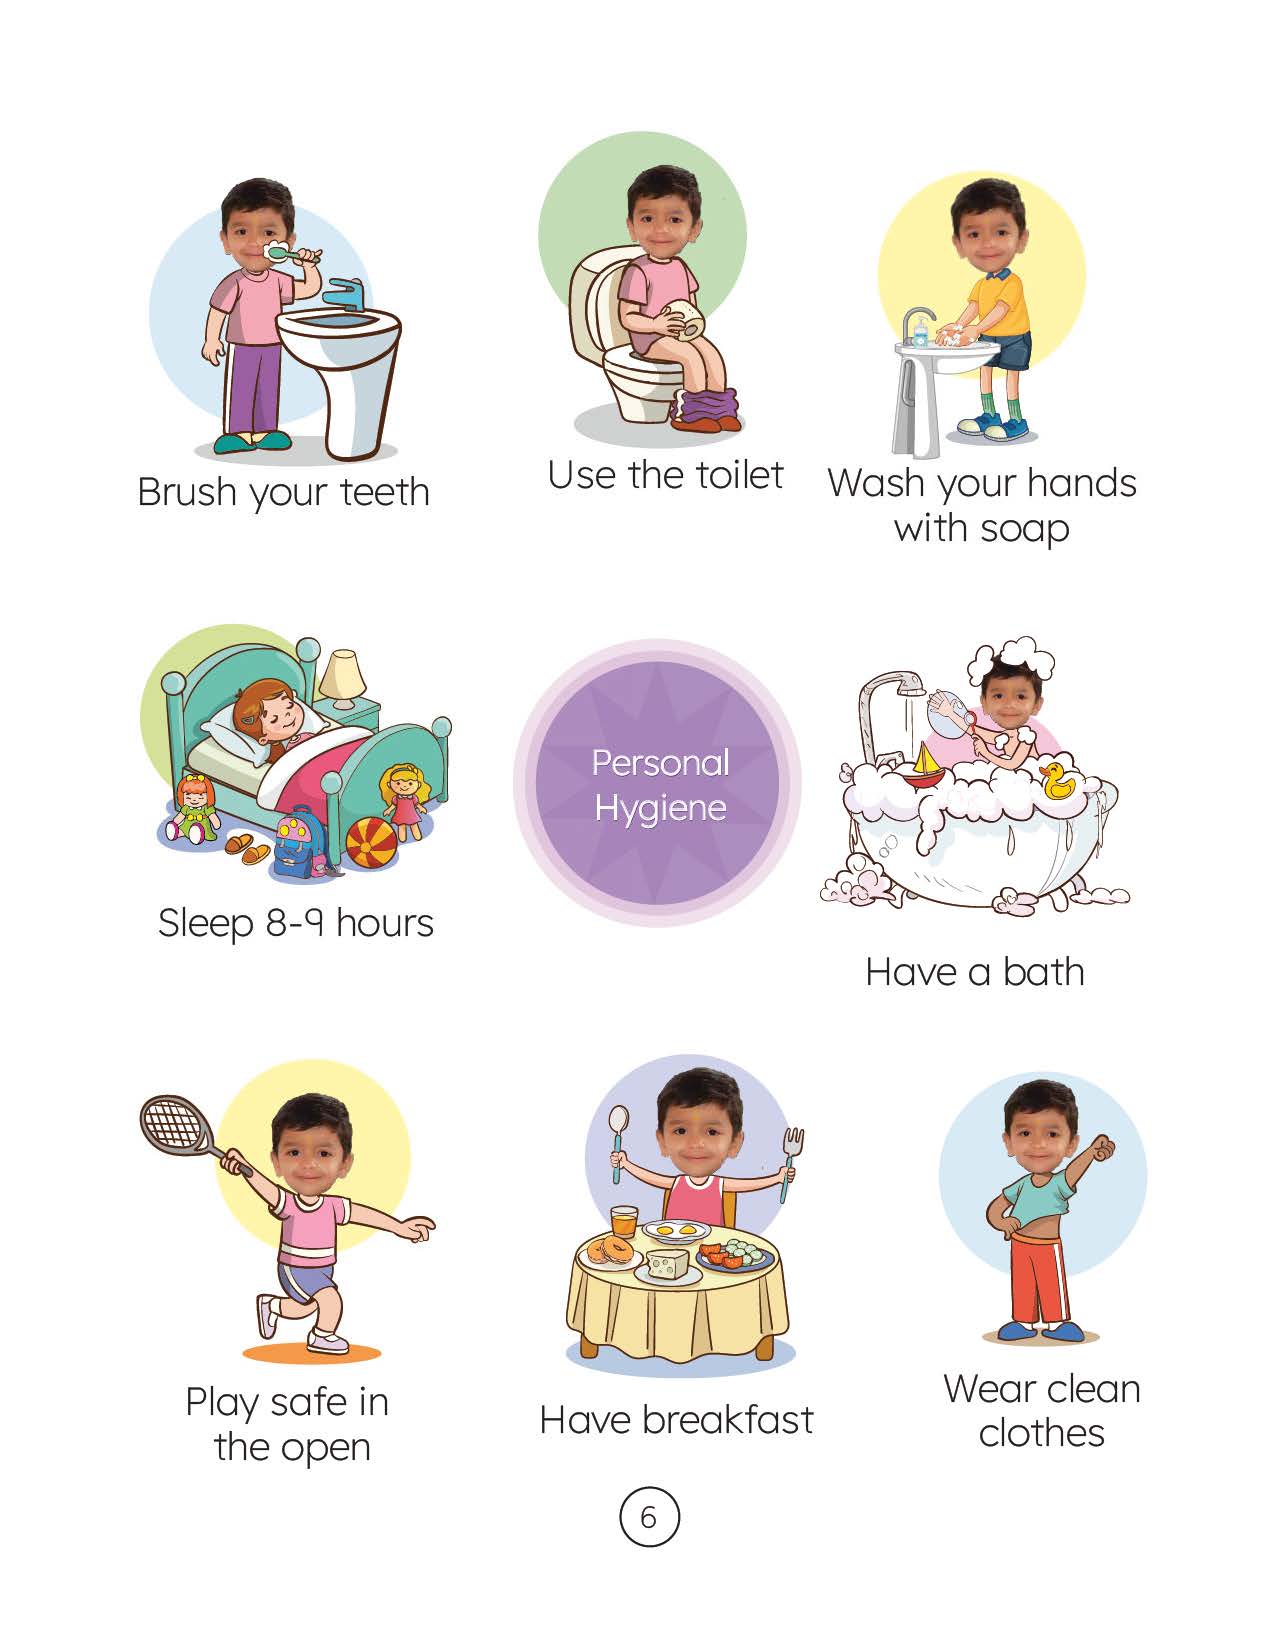 Brush your teeth
Use the toilet
Wash your hands
with soap
Sleep 8-9 hours
Personal
Hygiene
Have a bath
Play safe in
the open
Have breakfast
Wear clean
clothes
6